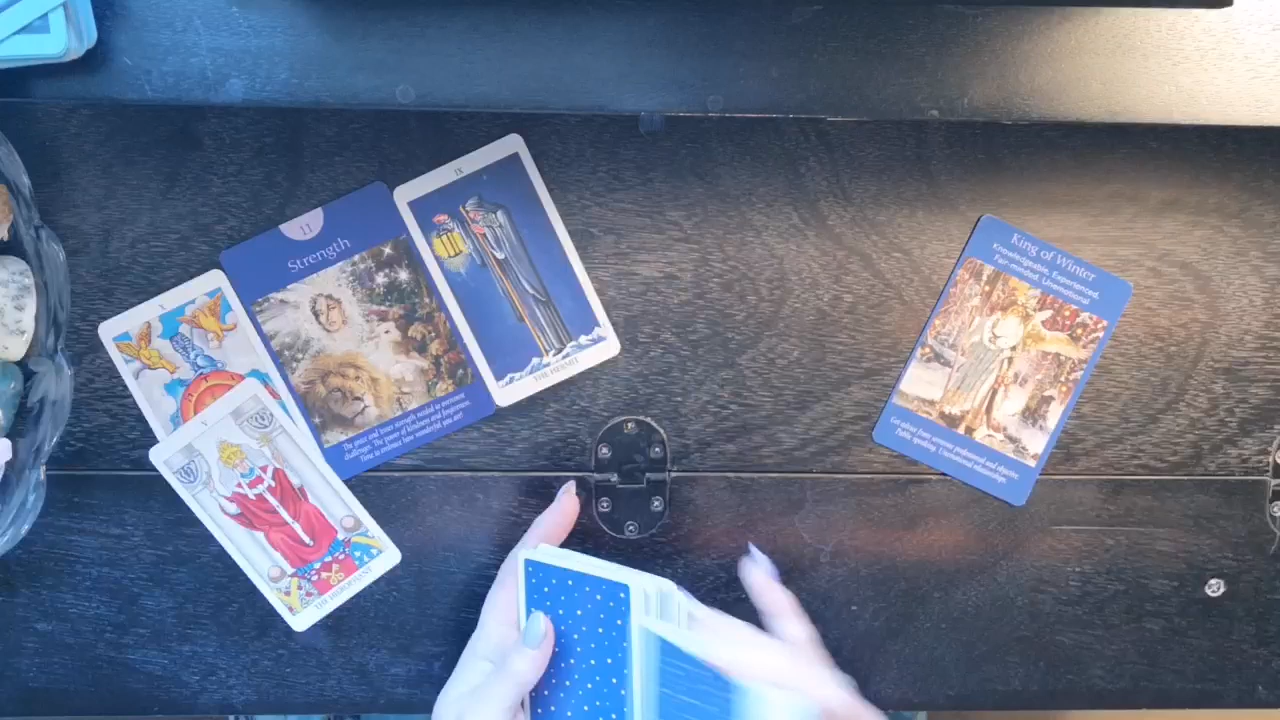 X
11
Strength
The grace and inner strength needed to overcome
challenges. The power of kindness and forgiveness.
Time to embrace how wonderful you are!
IX
THE HERMIT
V
THE HIEROPHANT
King of Winter
Knowledgeable, Experienced,
Fair-minded, Unemotional
Get advice from someone professional and objective.
Public speaking. Unemotional relationships.